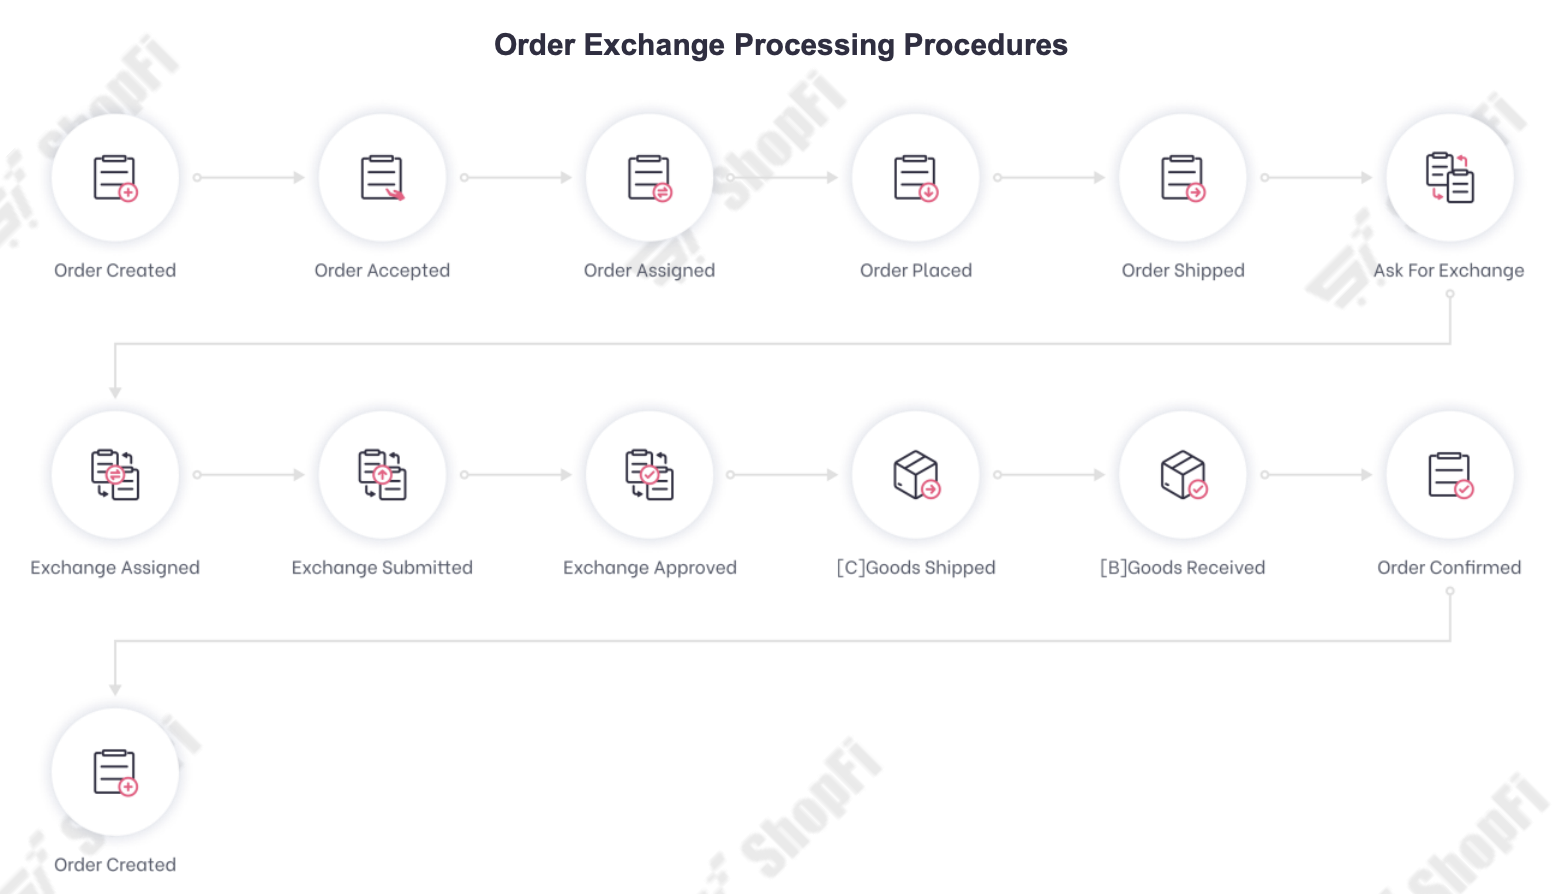 Order Exchange Processing Procedures
ShopFi
ShopFi
Order Created
Order Accepted
Order Assigned
Order Placed
Order Shipped
Ask For Exchange
Exchange Assigned
Exchange Submitted
Exchange Approved
[C]Goods Shipped
[B]Goods Received
Order Confirmed
Order Created
ShopFi
ShopFi